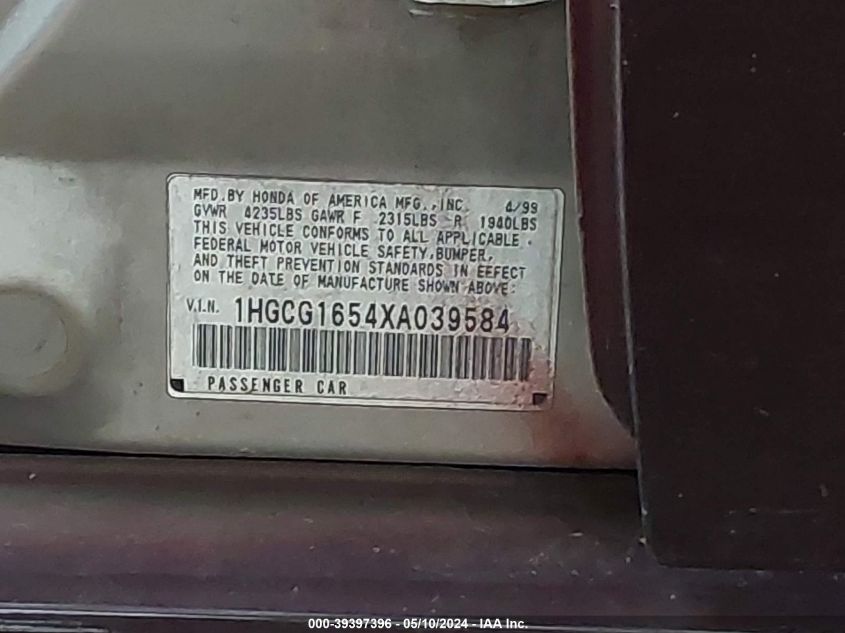 MFD. BY HONDA OF AMERICA MFG., INC. 4/99
GVWR 4235LBS GAWR F 2315LBS R 1940LBS
THIS VEHICLE CONFORMS TO ALL APPLICABLE
FEDERAL MOTOR VEHICLE SAFETY, BUMPER,
AND THEFT PREVENTION STANDARDS IN EFFECT
ON THE DATE OF MANUFACTURE SHOWN ABOVE:
V.I.N. 1HGCG1654XA039584
PASSENGER CAR
000-39397396 - 05/10/2024 - IAA Inc.